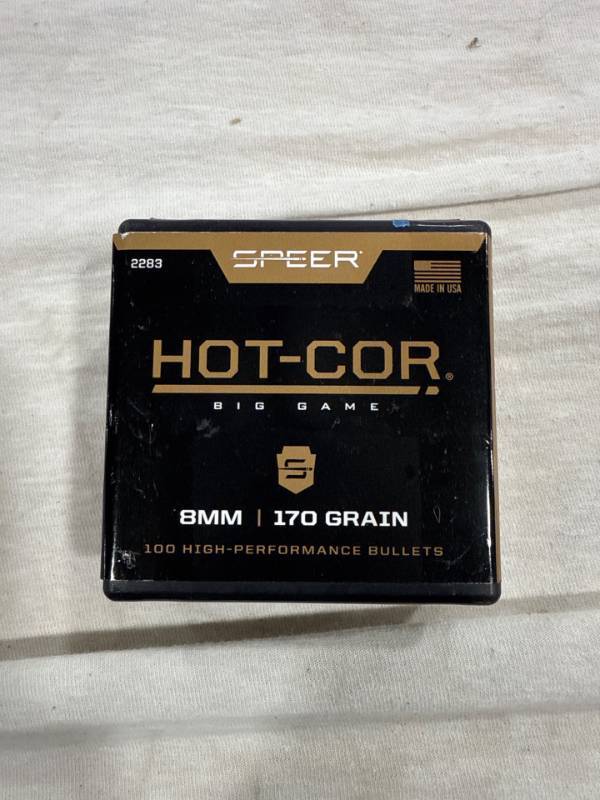 2283
SPEER
MADE IN USA
HOT-COR®
BIG GAME
8MM | 170 GRAIN
100 HIGH-PERFORMANCE BULLETS